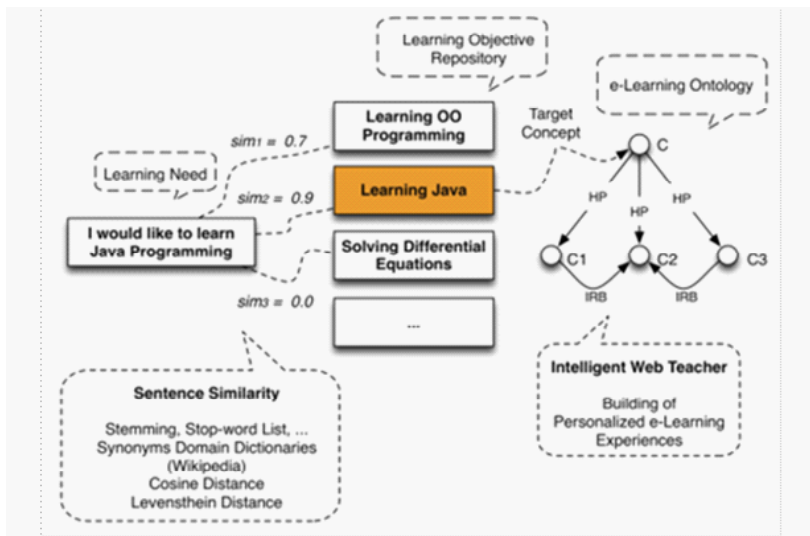 Learning Objective
Repository
e-Learning Ontology
Learning OO
Programming
Target
Concept
sim1 = 0.7
C
Learning Need
Learning Java
sim2 = 0.9
HP
HP
HP
I would like to learn
Java Programming
Solving Differential
Equations
C1
C2
C3
sim3 = 0.0
IRB
IRB
...
Sentence Similarity
Stemming, Stop-word List, ...
Synonyms Domain Dictionaries
(Wikipedia)
Cosine Distance
Levensthein Distance
Intelligent Web Teacher
Building of
Personalized e-Learning
Experiences